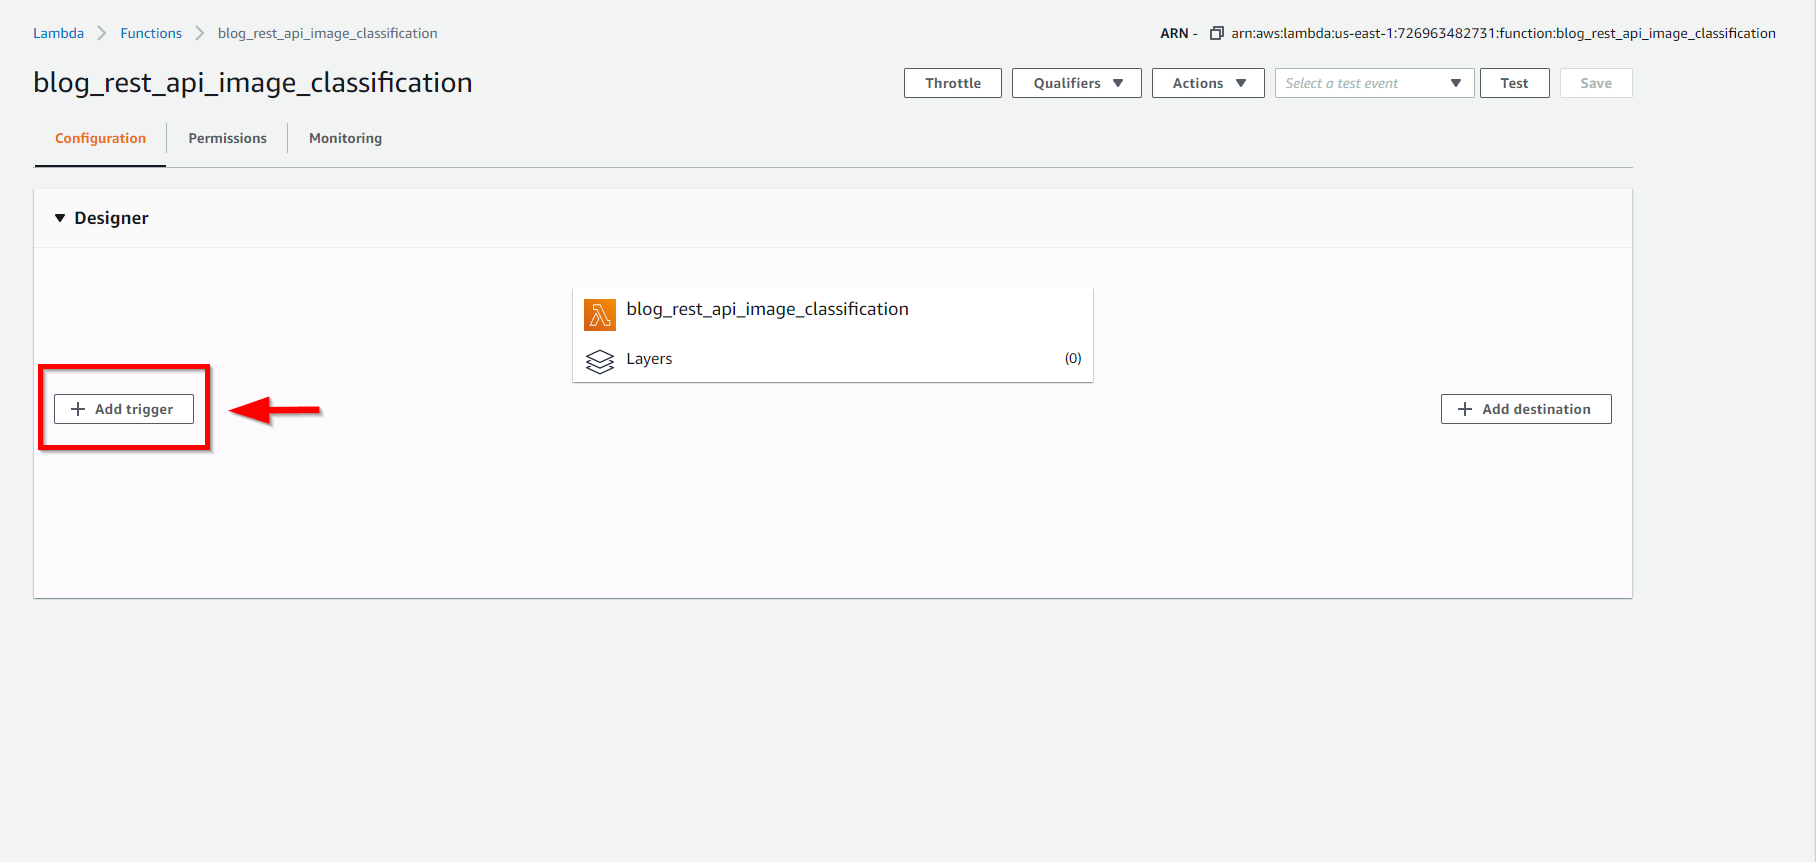 Lambda > Functions > blog_rest_api_image_classification
ARN - arn:aws:lambda:us-east-1:726963482731:function:blog_rest_api_image_classification
blog_rest_api_image_classification
Throttle Qualifiers Actions Select a test event Test Save
Configuration Permissions Monitoring
Designer
blog_rest_api_image_classification
Layers (0)
+ Add trigger
+ Add destination